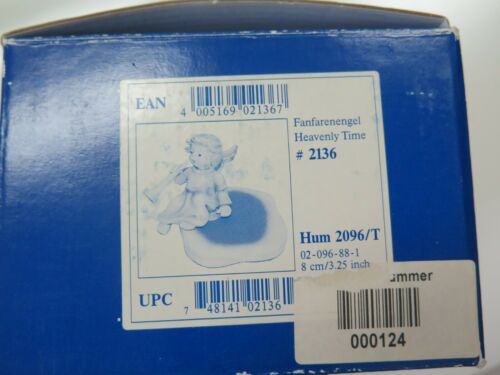 EAN
4 005169 021367
Fanfarenengel
Heavenly Time
# 2136
Hum 2096/T
02-096-88-1
8 cm/3.25 inch
UPC
7 48141 02136
ummer
000124